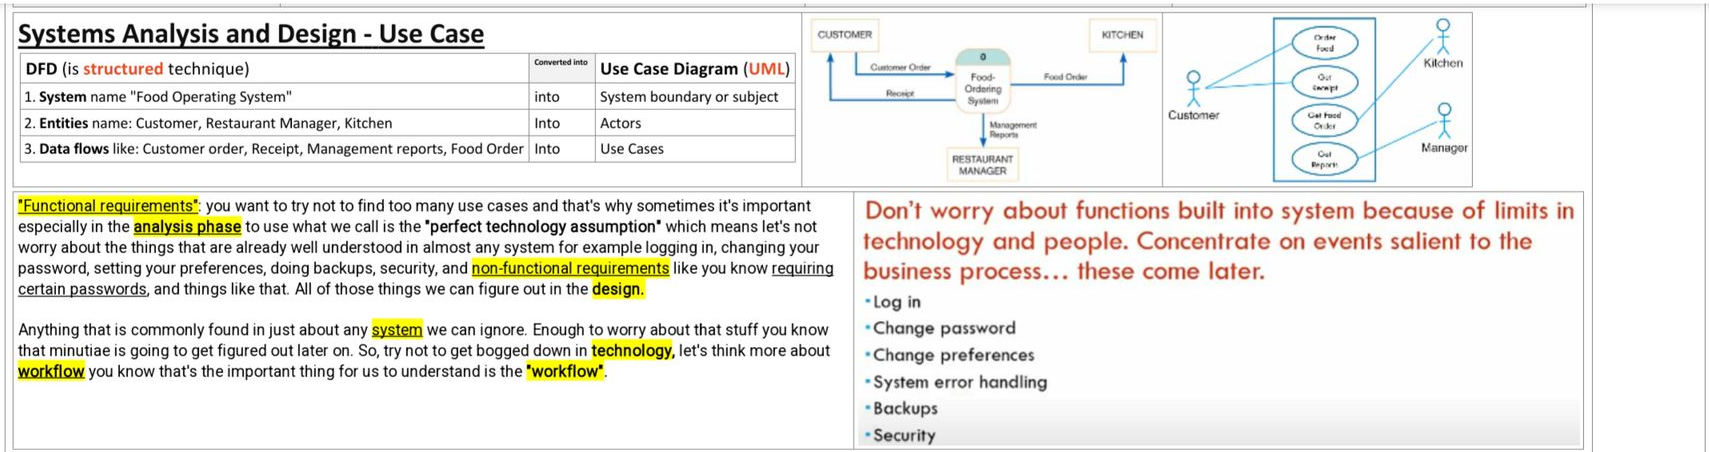 Systems Analysis and Design - Use Case
DFD (is structured technique) Converted into Use Case Diagram (UML)
1. System name "Food Operating System" into System boundary or subject
2. Entities name: Customer, Restaurant Manager, Kitchen Into Actors
3. Data flows like: Customer order, Receipt, Management reports, Food Order Into Use Cases
CUSTOMER
KITCHEN
0
Customer Order
Food-
Ordering
System
Food Order
Receipt
Management
Reports
RESTAURANT
MANAGER
Order
Food
Kitchen
Get
Receipt
Customer
Get Food
Order
Manager
Get
Reports
"Functional requirements": you want to try not to find too many use cases and that's why sometimes it's important
especially in the analysis phase to use what we call is the "perfect technology assumption" which means let's not
worry about the things that are already well understood in almost any system for example logging in, changing your
password, setting your preferences, doing backups, security, and non-functional requirements like you know requiring
certain passwords, and things like that. All of those things we can figure out in the design.
Anything that is commonly found in just about any system we can ignore. Enough to worry about that stuff you know
that minutiae is going to get figured out later on. So, try not to get bogged down in technology, let's think more about
workflow you know that's the important thing for us to understand is the "workflow".
Don't worry about functions built into system because of limits in
technology and people. Concentrate on events salient to the
business process... these come later.
• Log in
• Change password
• Change preferences
• System error handling
• Backups
• Security